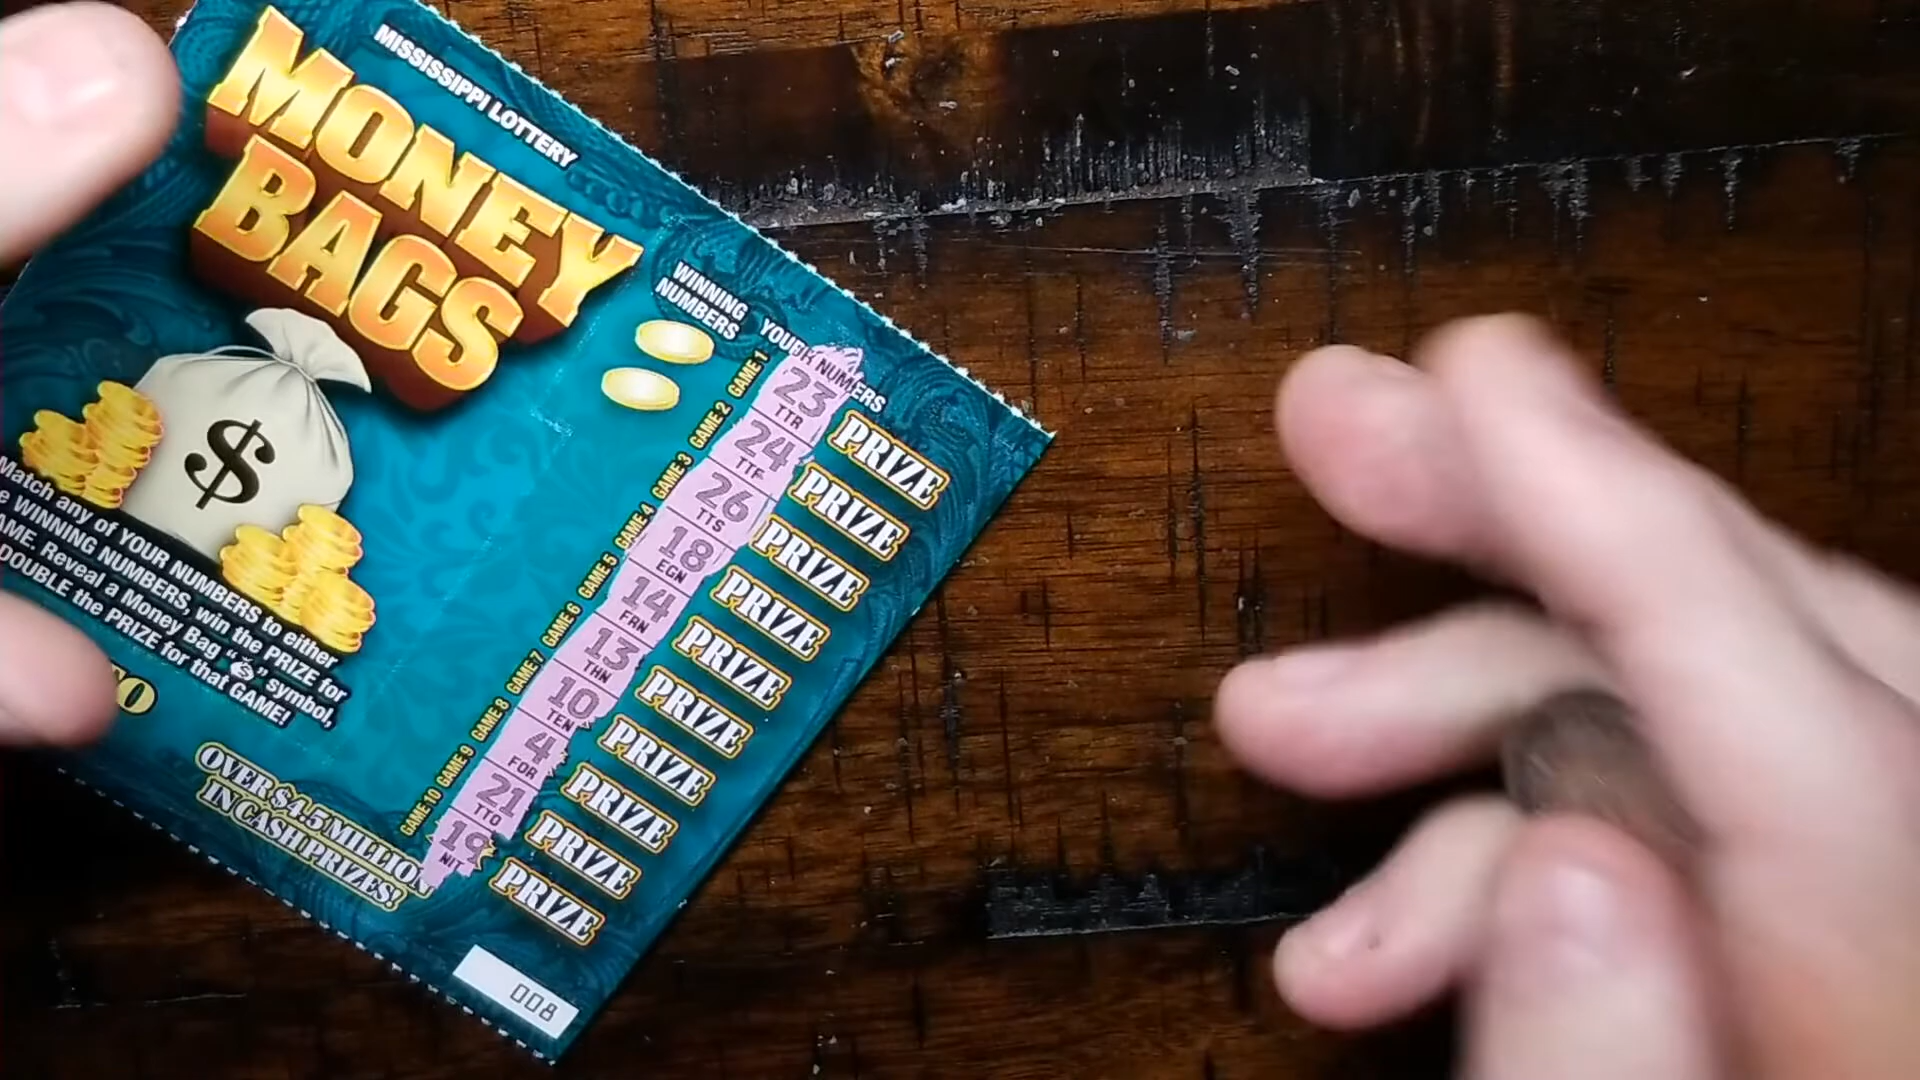 MISSISSIPPI LOTTERY
MONEY
BAGS
WINNING
NUMBERS
GAME 1
23
TTR
PRIZE
GAME 2
24
TTF
PRIZE
GAME 3
26
TTS
PRIZE
GAME 4
18
EGN
PRIZE
GAME 5
14
FRN
PRIZE
GAME 6
13
THN
PRIZE
GAME 7
10
TEN
PRIZE
GAME 8
4
FOR
PRIZE
GAME 9
21
TTO
PRIZE
GAME 10
19
NIT
PRIZE
$
Match any of YOUR NUMBERS to either
WINNING NUMBERS, win the PRIZE for
Reveal a Money Bag “ ” symbol,
DOUBLE the PRIZE for that GAME!
OVER $4.5 MILLION
IN CASH PRIZES!
008